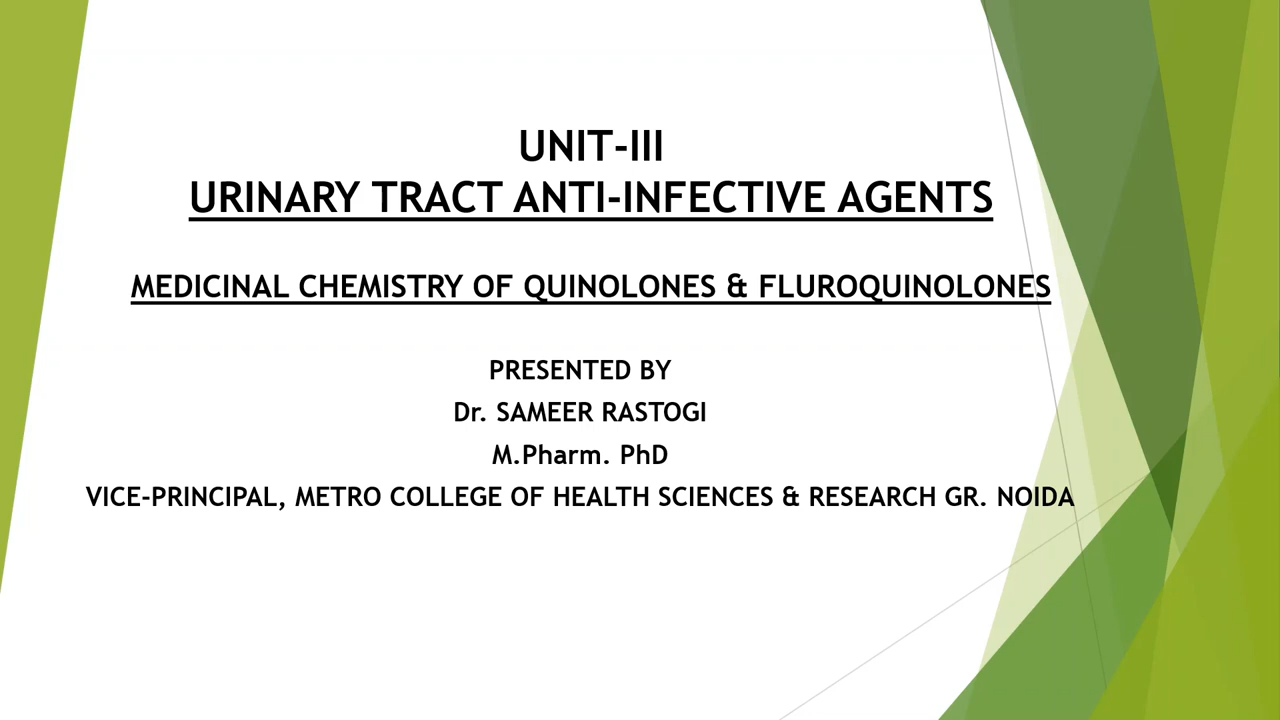 UNIT-III
URINARY TRACT ANTI-INFECTIVE AGENTS
MEDICINAL CHEMISTRY OF QUINOLONES & FLUROQUINOLONES
PRESENTED BY
Dr. SAMEER RASTOGI
M.Pharm. PhD
VICE-PRINCIPAL, METRO COLLEGE OF HEALTH SCIENCES & RESEARCH GR. NOIDA